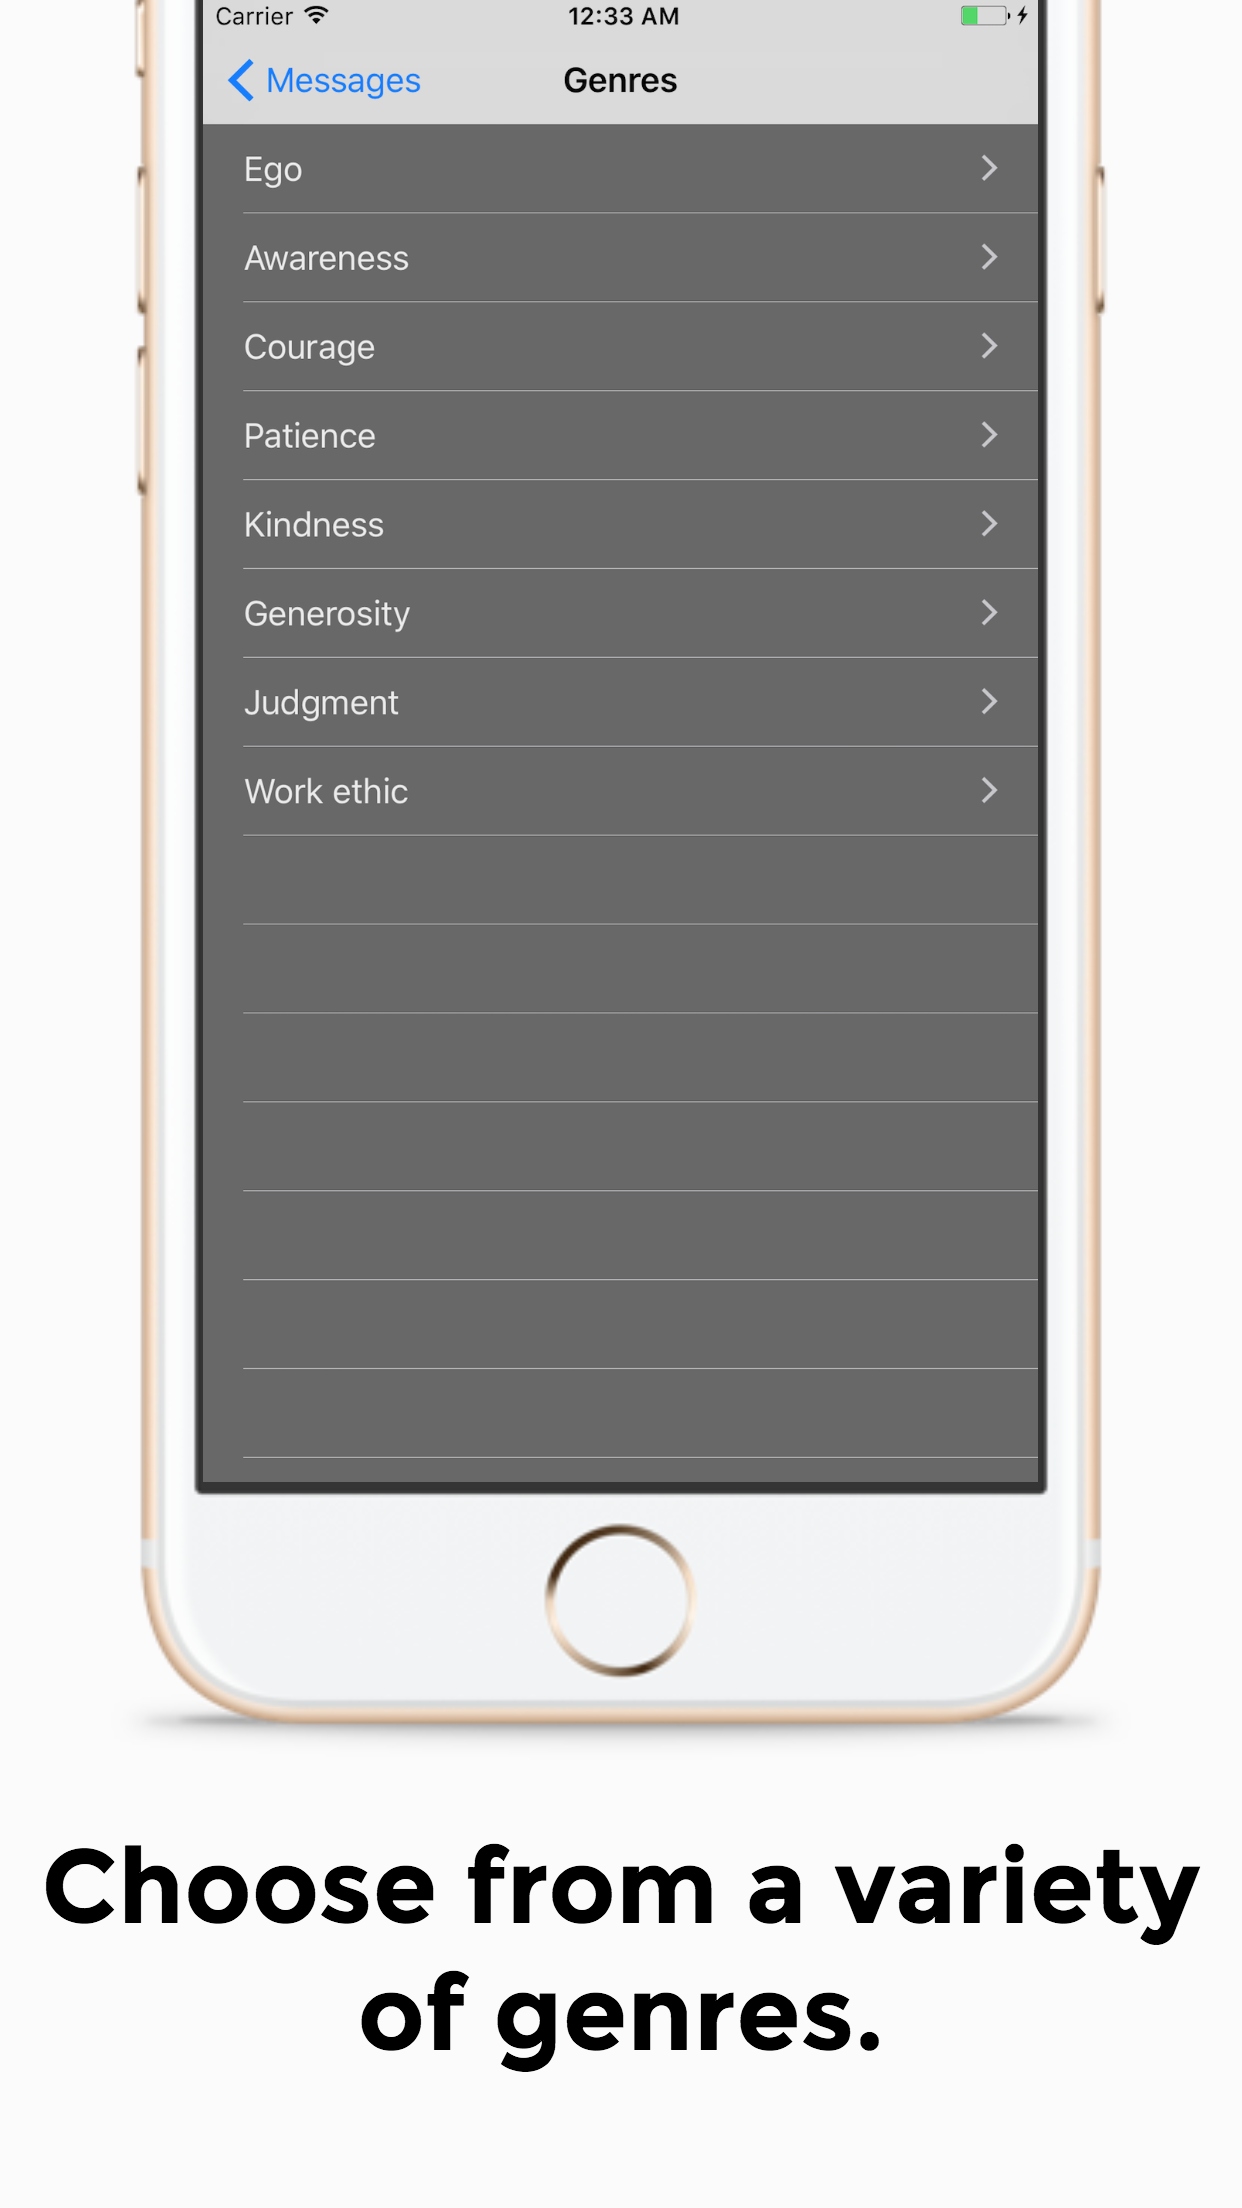 Carrier 12:33 AM
Messages Genres
Ego
Awareness
Courage
Patience
Kindness
Generosity
Judgment
Work ethic
Choose from a variety
of genres.